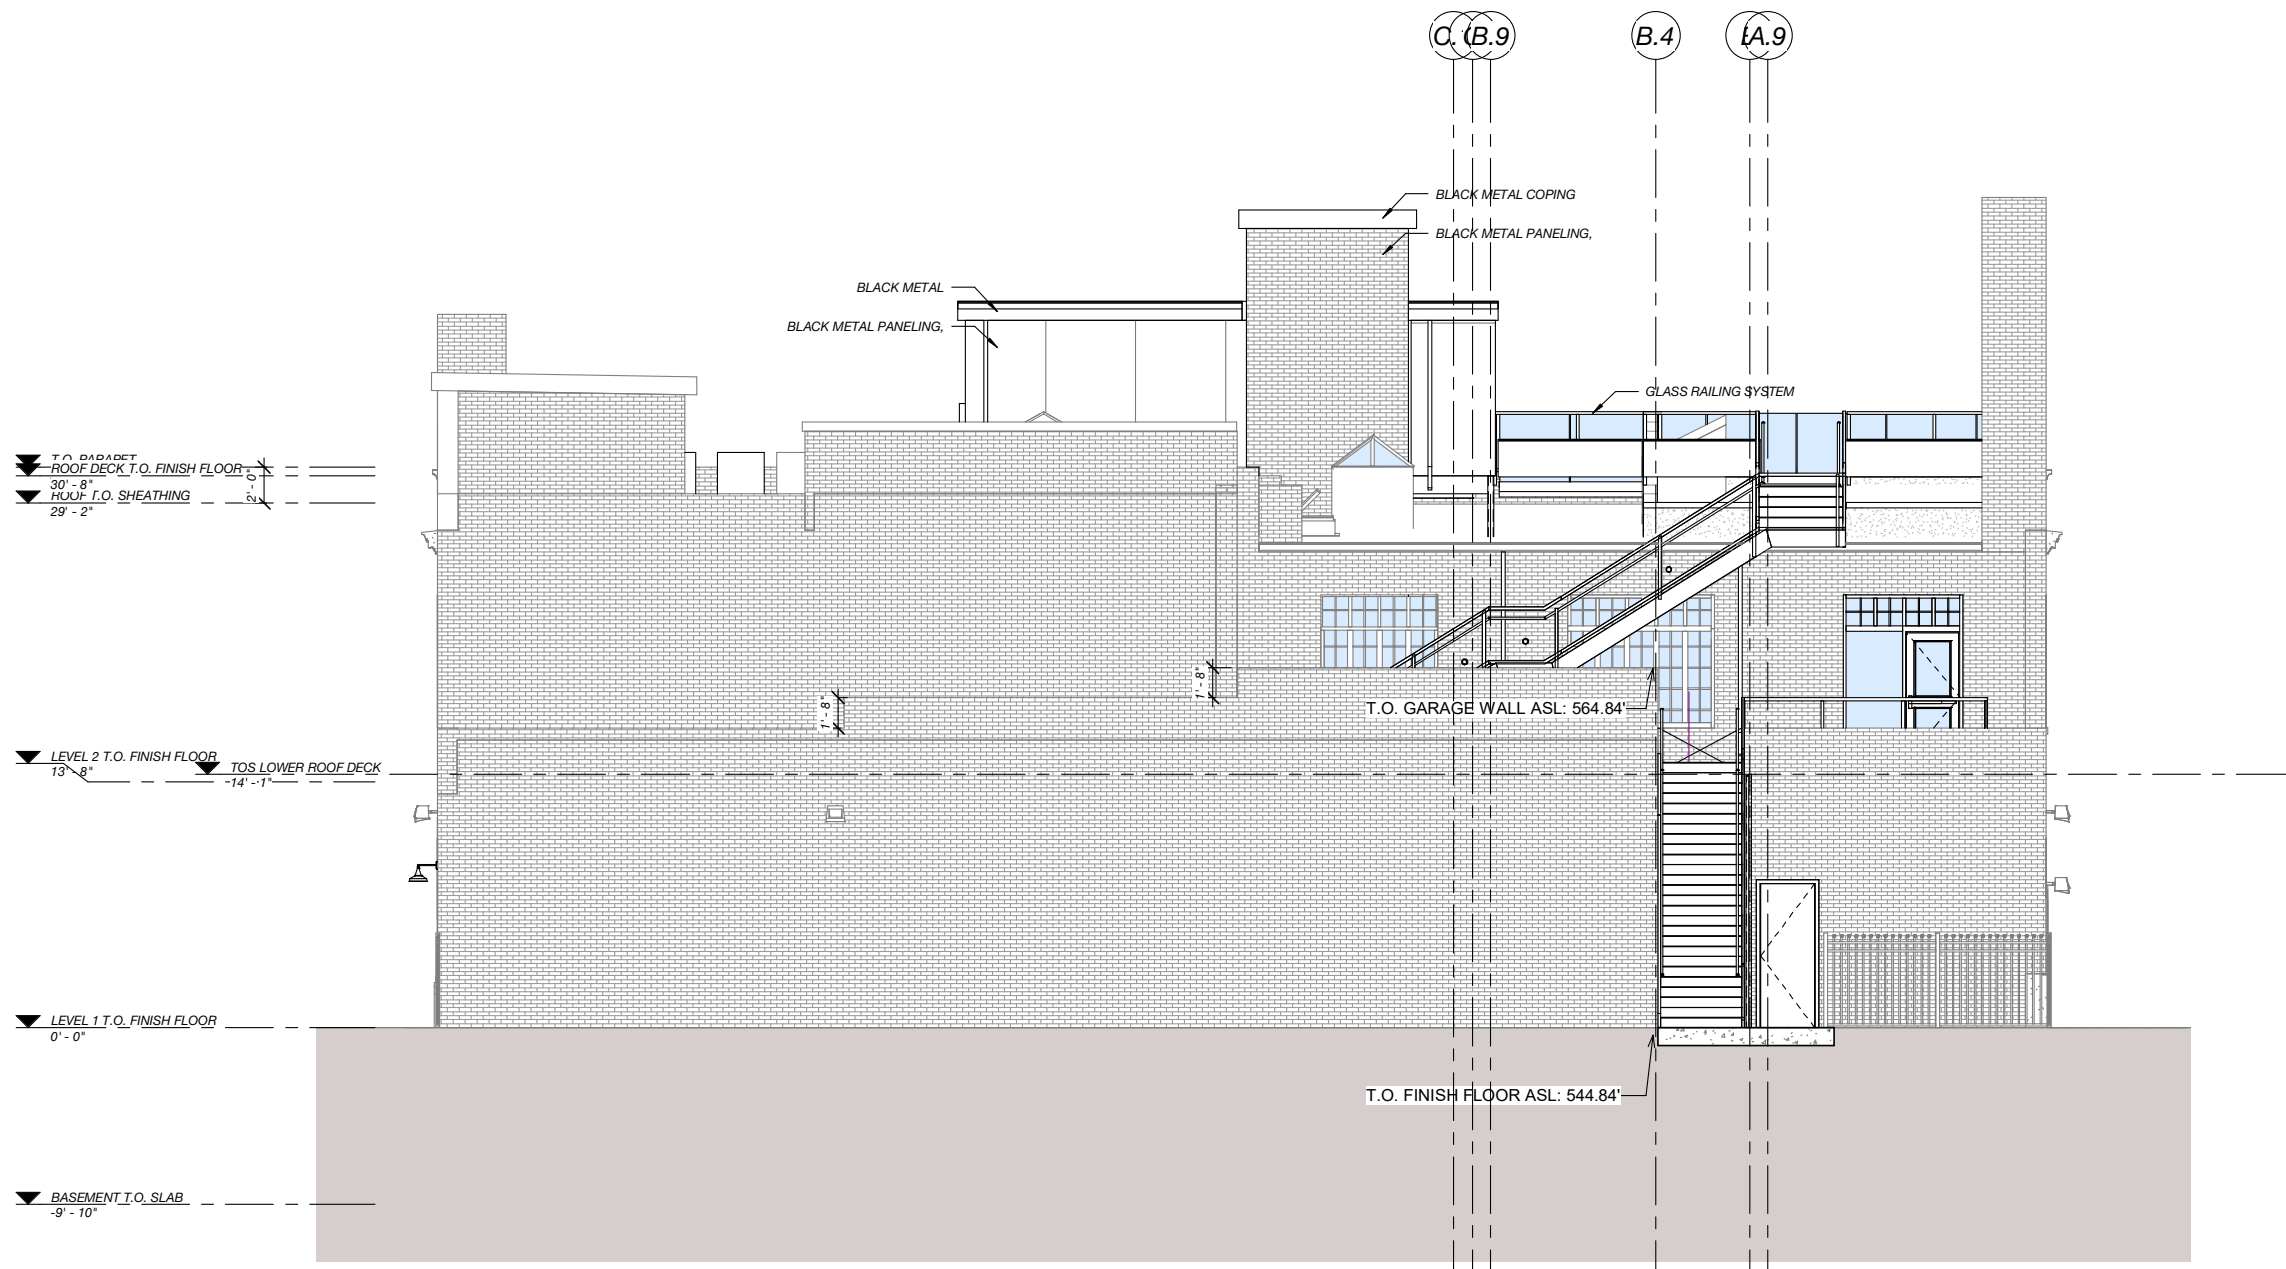 C.
B.9
B.4
A.9
BLACK METAL COPING
BLACK METAL PANELING,
BLACK METAL
BLACK METAL PANELING,
GLASS RAILING SYSTEM
T.O. PARAPET
ROOF DECK T.O. FINISH FLOOR
30' - 8"
2' - 0"
ROOF T.O. SHEATHING
29' - 2"
1' - 8"
1' - 8"
T.O. GARAGE WALL ASL: 564.84'
LEVEL 2 T.O. FINISH FLOOR
13' - 8"
TOS LOWER ROOF DECK
14' - 1"
LEVEL 1 T.O. FINISH FLOOR
0' - 0"
T.O. FINISH FLOOR ASL: 544.84'
BASEMENT T.O. SLAB
-9' - 10"